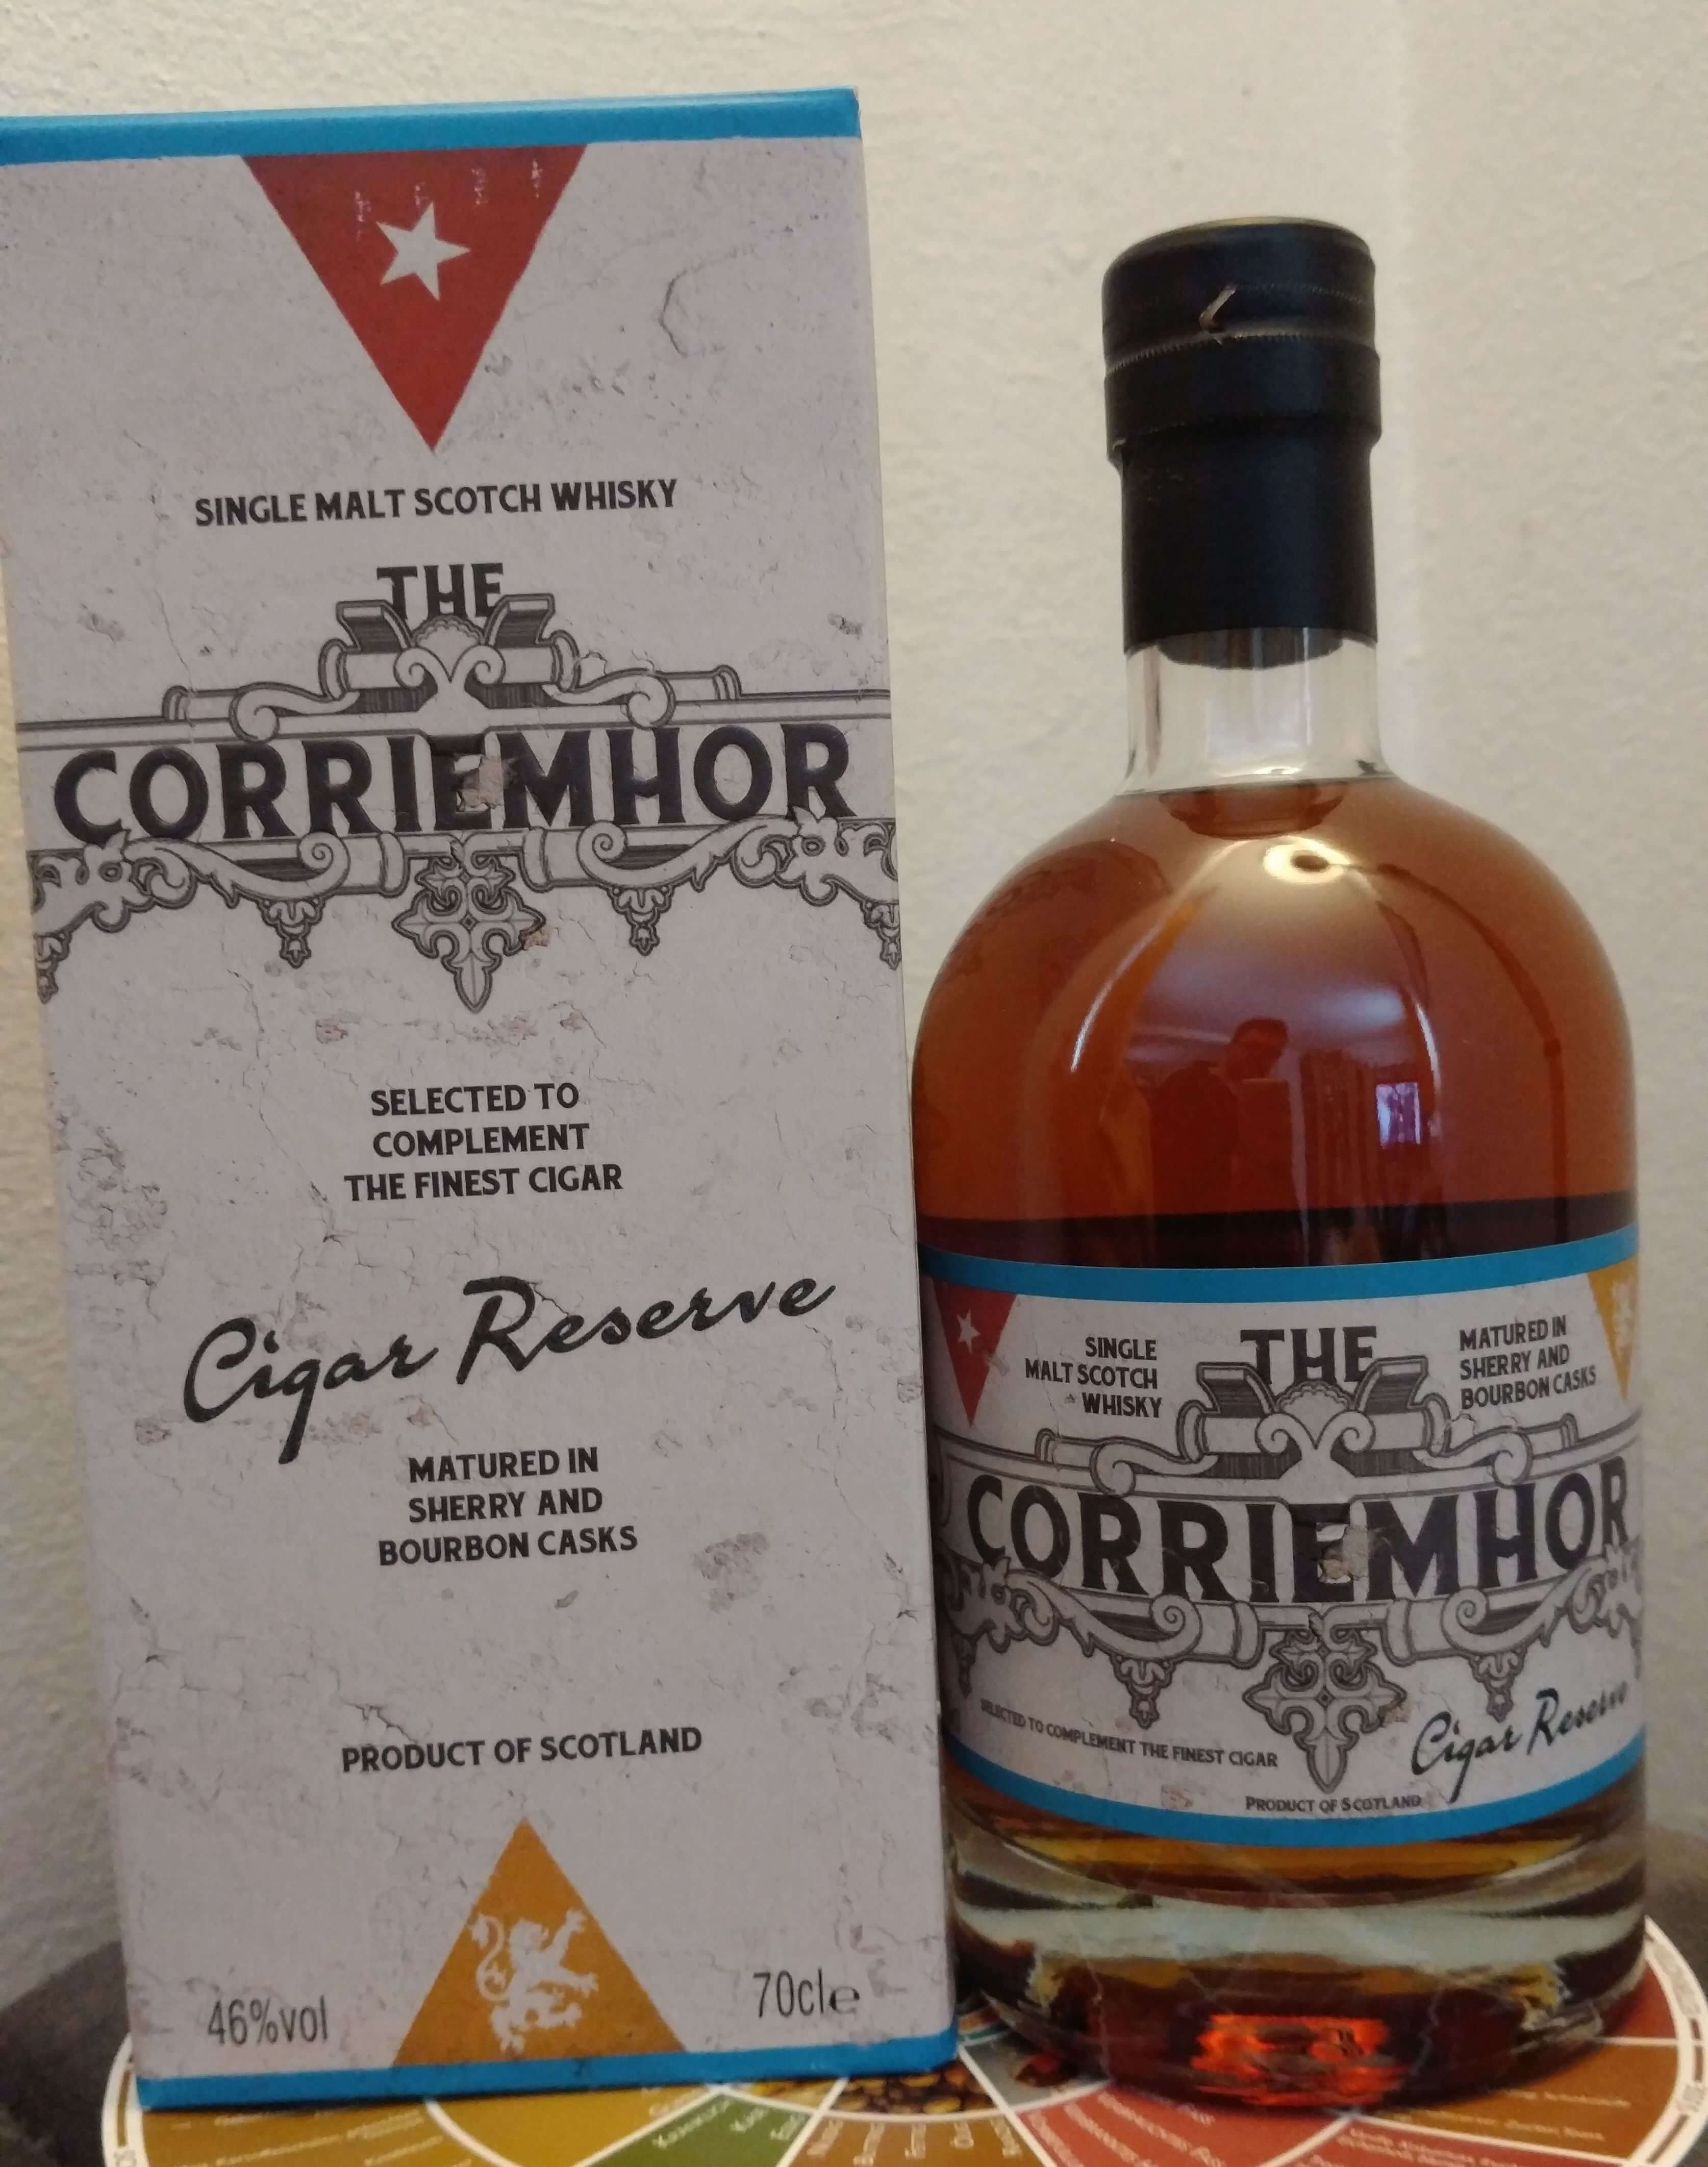 SINGLE MALT SCOTCH WHISKY
THE
CORRIEMHOR
SELECTED TO
COMPLEMENT
THE FINEST CIGAR
Cigar Reserve
MATURED IN
SHERRY AND
BOURBON CASKS
PRODUCT OF SCOTLAND
46%vol
70cle
SINGLE
MALT SCOTCH
WHISKY
THE
MATURED IN
SHERRY AND
BOURBON CASKS
CORRIEMHOR
SELECTED TO COMPLEMENT THE FINEST CIGAR
Cigar Reserve
PRODUCT OF SCOTLAND